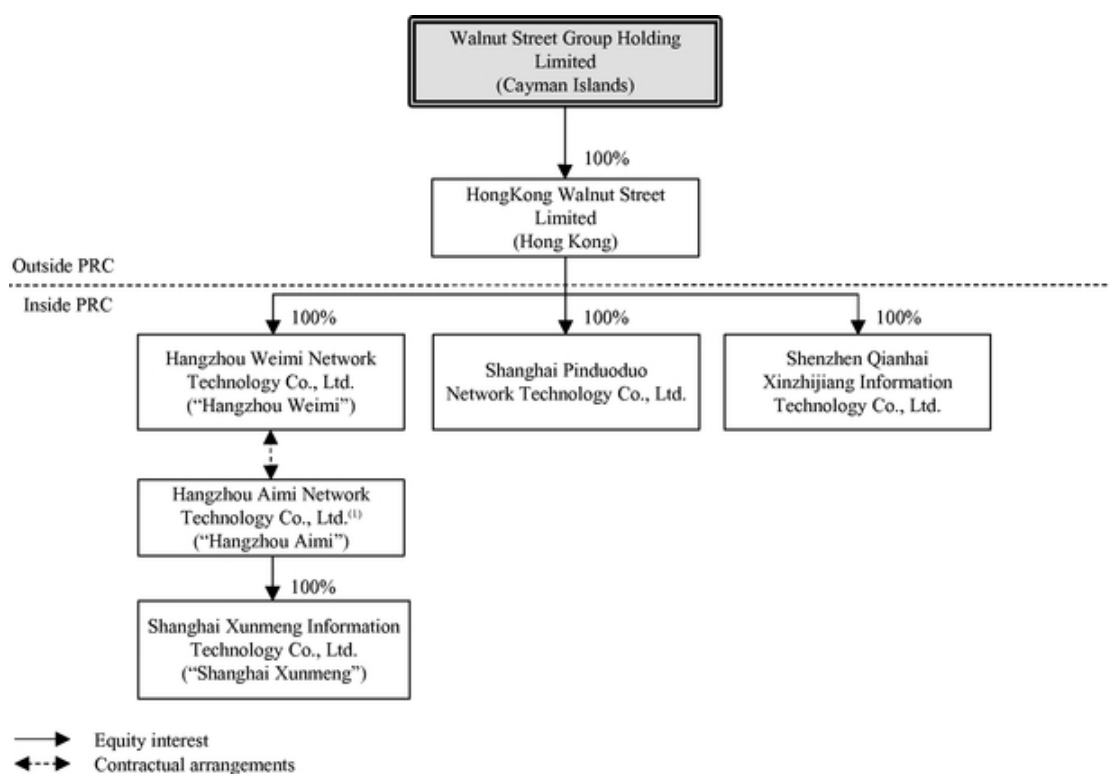 Walnut Street Group Holding
Limited
(Cayman Islands)
100%
HongKong Walnut Street
Limited
(Hong Kong)
Outside PRC
Inside PRC
100%
100%
100%
Hangzhou Weimi Network
Technology Co., Ltd.
(“Hangzhou Weimi”)
Shanghai Pinduoduo
Network Technology Co., Ltd.
Shenzhen Qianhai
Xinzhijiang Information
Technology Co., Ltd.
Hangzhou Aimi Network
Technology Co., Ltd.(1)
(“Hangzhou Aimi”)
100%
Shanghai Xunmeng Information
Technology Co., Ltd.
(“Shanghai Xunmeng”)
Equity interest
Contractual arrangements